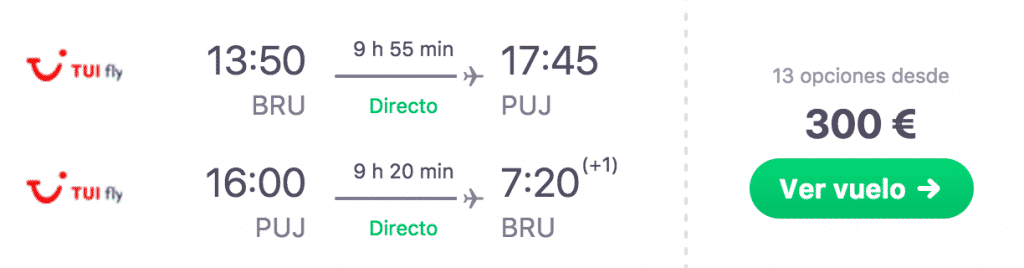 TUI fly
13:50 9 h 55 min 17:45
BRU Directo PUJ
TUI fly
16:00 9 h 20 min 7:20 (+1)
PUJ Directo BRU
13 opciones desde
300 €
Ver vuelo →